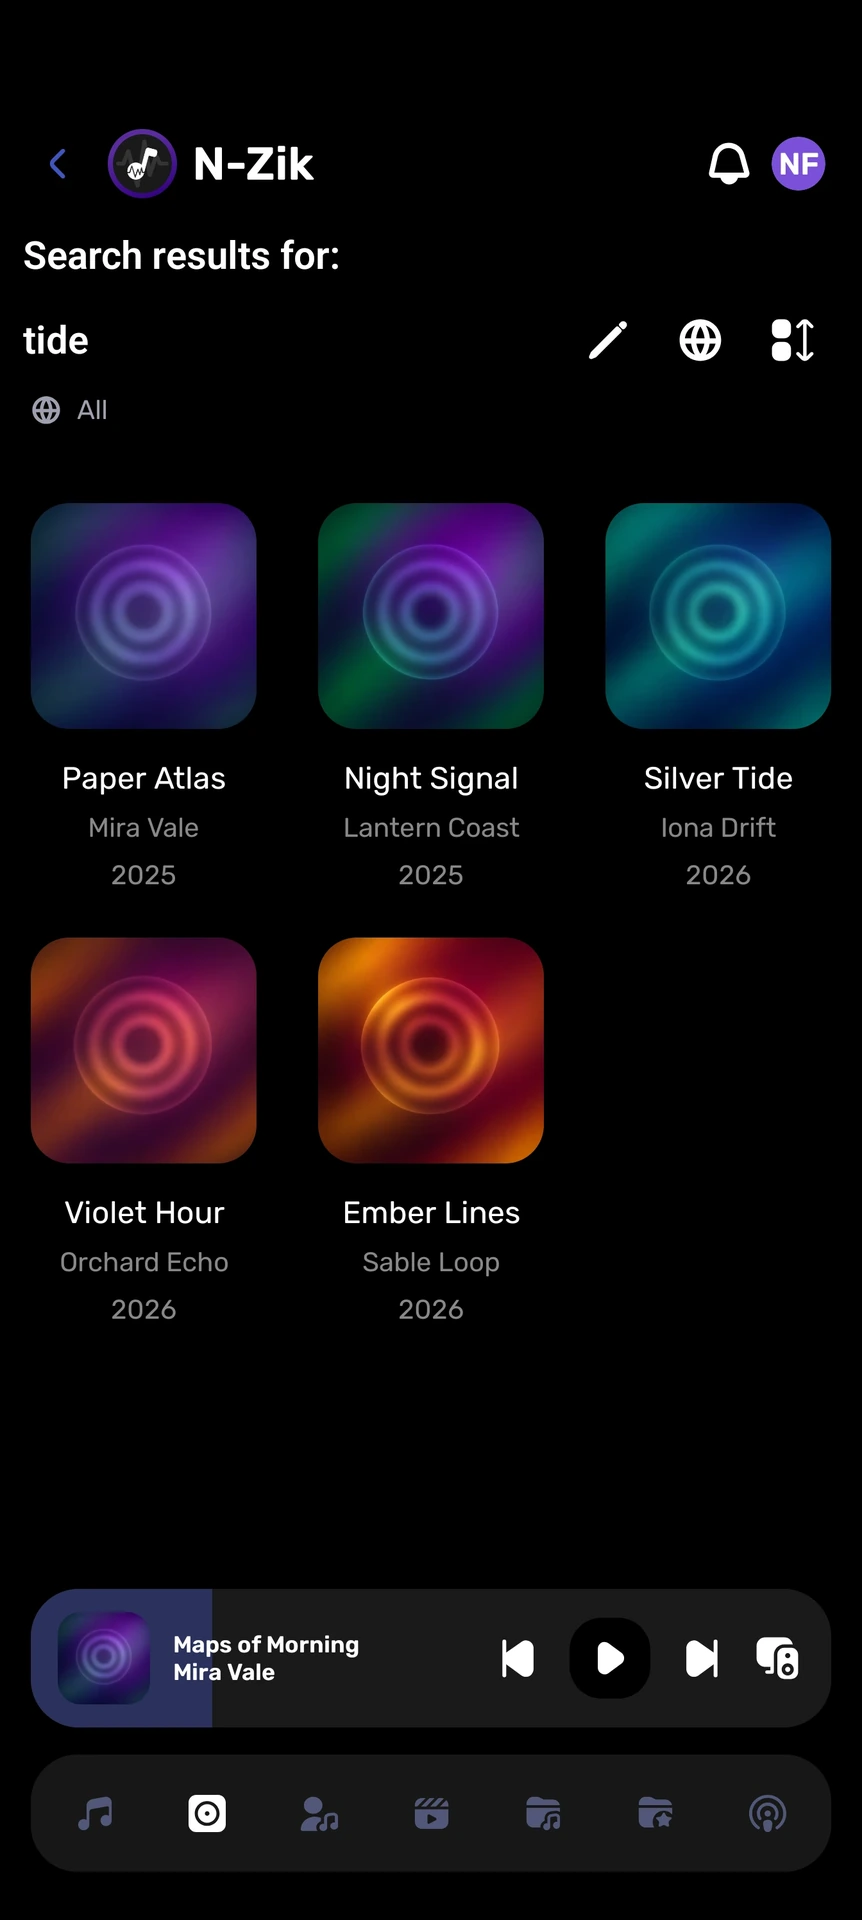 N-Zik
NF
Search results for:
tide
All
Paper Atlas
Mira Vale
2025
Night Signal
Lantern Coast
2025
Silver Tide
Iona Drift
2026
Violet Hour
Orchard Echo
2026
Ember Lines
Sable Loop
2026
Maps of Morning
Mira Vale